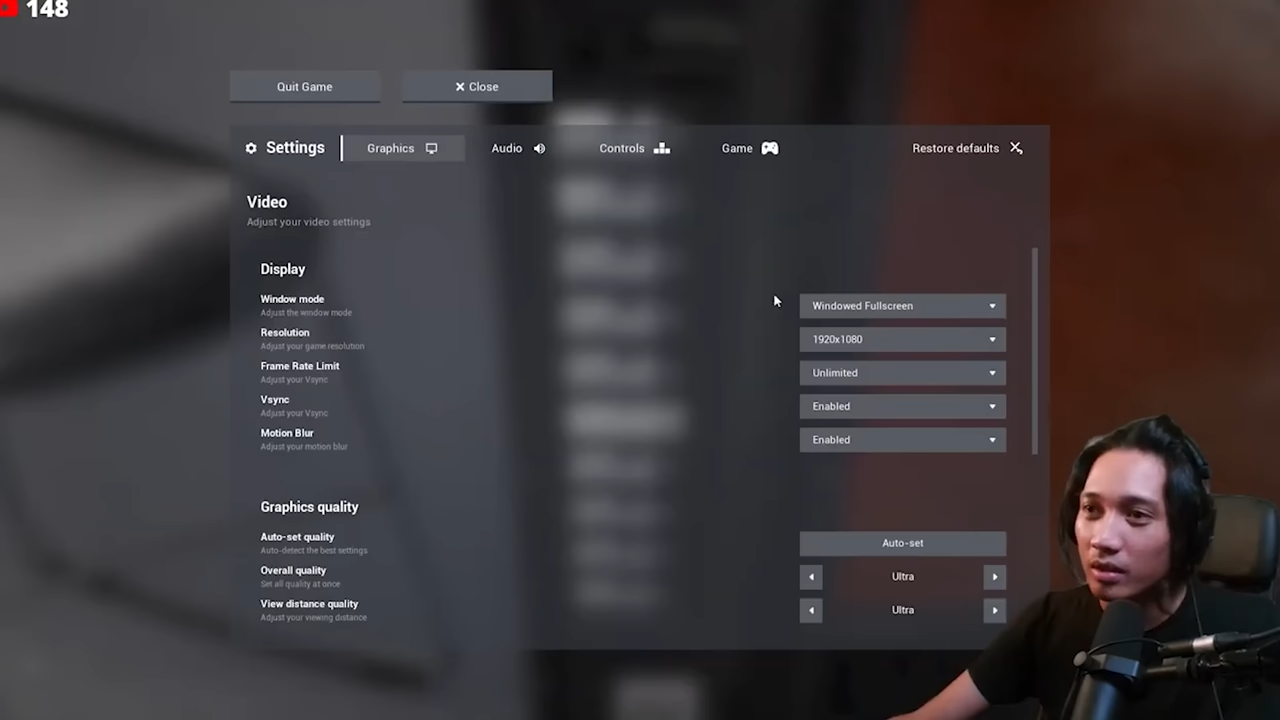 148
Quit Game
Close
Settings
Graphics
Audio
Controls
Game
Restore defaults
Video
Adjust your video settings
Display
Window mode
Adjust the window mode
Windowed Fullscreen
Resolution
Adjust your game resolution
1920x1080
Frame Rate Limit
Adjust your Vsync
Unlimited
Vsync
Adjust your Vsync
Enabled
Motion Blur
Adjust your motion blur
Enabled
Graphics quality
Auto-set quality
Auto-detect the best settings
Auto-set
Overall quality
Set all quality at once
Ultra
View distance quality
Adjust your viewing distance
Ultra